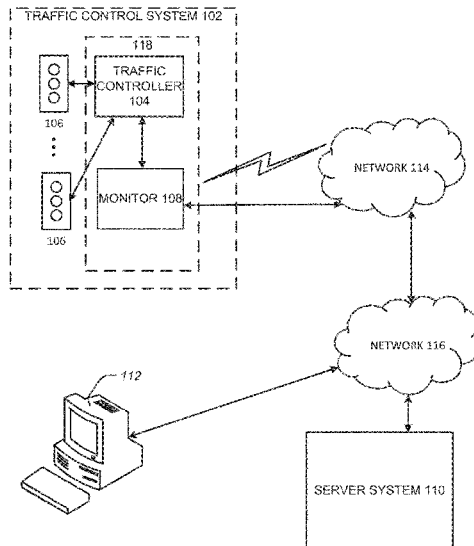 TRAFFIC CONTROL SYSTEM 102
118
TRAFFIC
CONTROLLER
104
106
106
MONITOR 108
NETWORK 114
NETWORK 116
112
SERVER SYSTEM 110